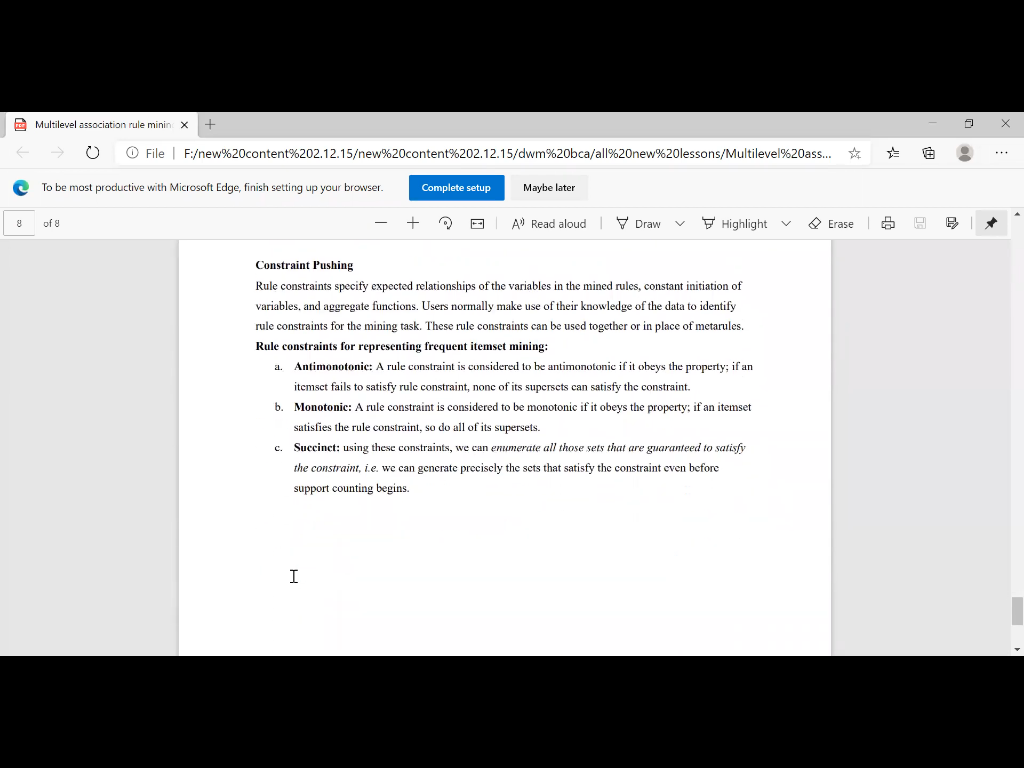 Multilevel association rule minin
File
F:/new%20content%202.12.15/new%20content%202.12.15/dwm%20bca/all%20new%20lessons/Multilevel%20ass...
To be most productive with Microsoft Edge, finish setting up your browser.
Complete setup
Maybe later
8 of 8
Read aloud
Draw
Highlight
Erase
Constraint Pushing
Rule constraints specify expected relationships of the variables in the mined rules, constant initiation of
variables, and aggregate functions. Users normally make use of their knowledge of the data to identify
rule constraints for the mining task. These rule constraints can be used together or in place of metarules.
Rule constraints for representing frequent itemset mining:
a. Antimonotonic: A rule constraint is considered to be antimonotonic if it obeys the property; if an
itemset fails to satisfy rule constraint, none of its supersets can satisfy the constraint.
b. Monotonic: A rule constraint is considered to be monotonic if it obeys the property; if an itemset
satisfies the rule constraint, so do all of its supersets.
c. Succinct: using these constraints, we can enumerate all those sets that are guaranteed to satisfy
the constraint, i.e. we can generate precisely the sets that satisfy the constraint even before
support counting begins.